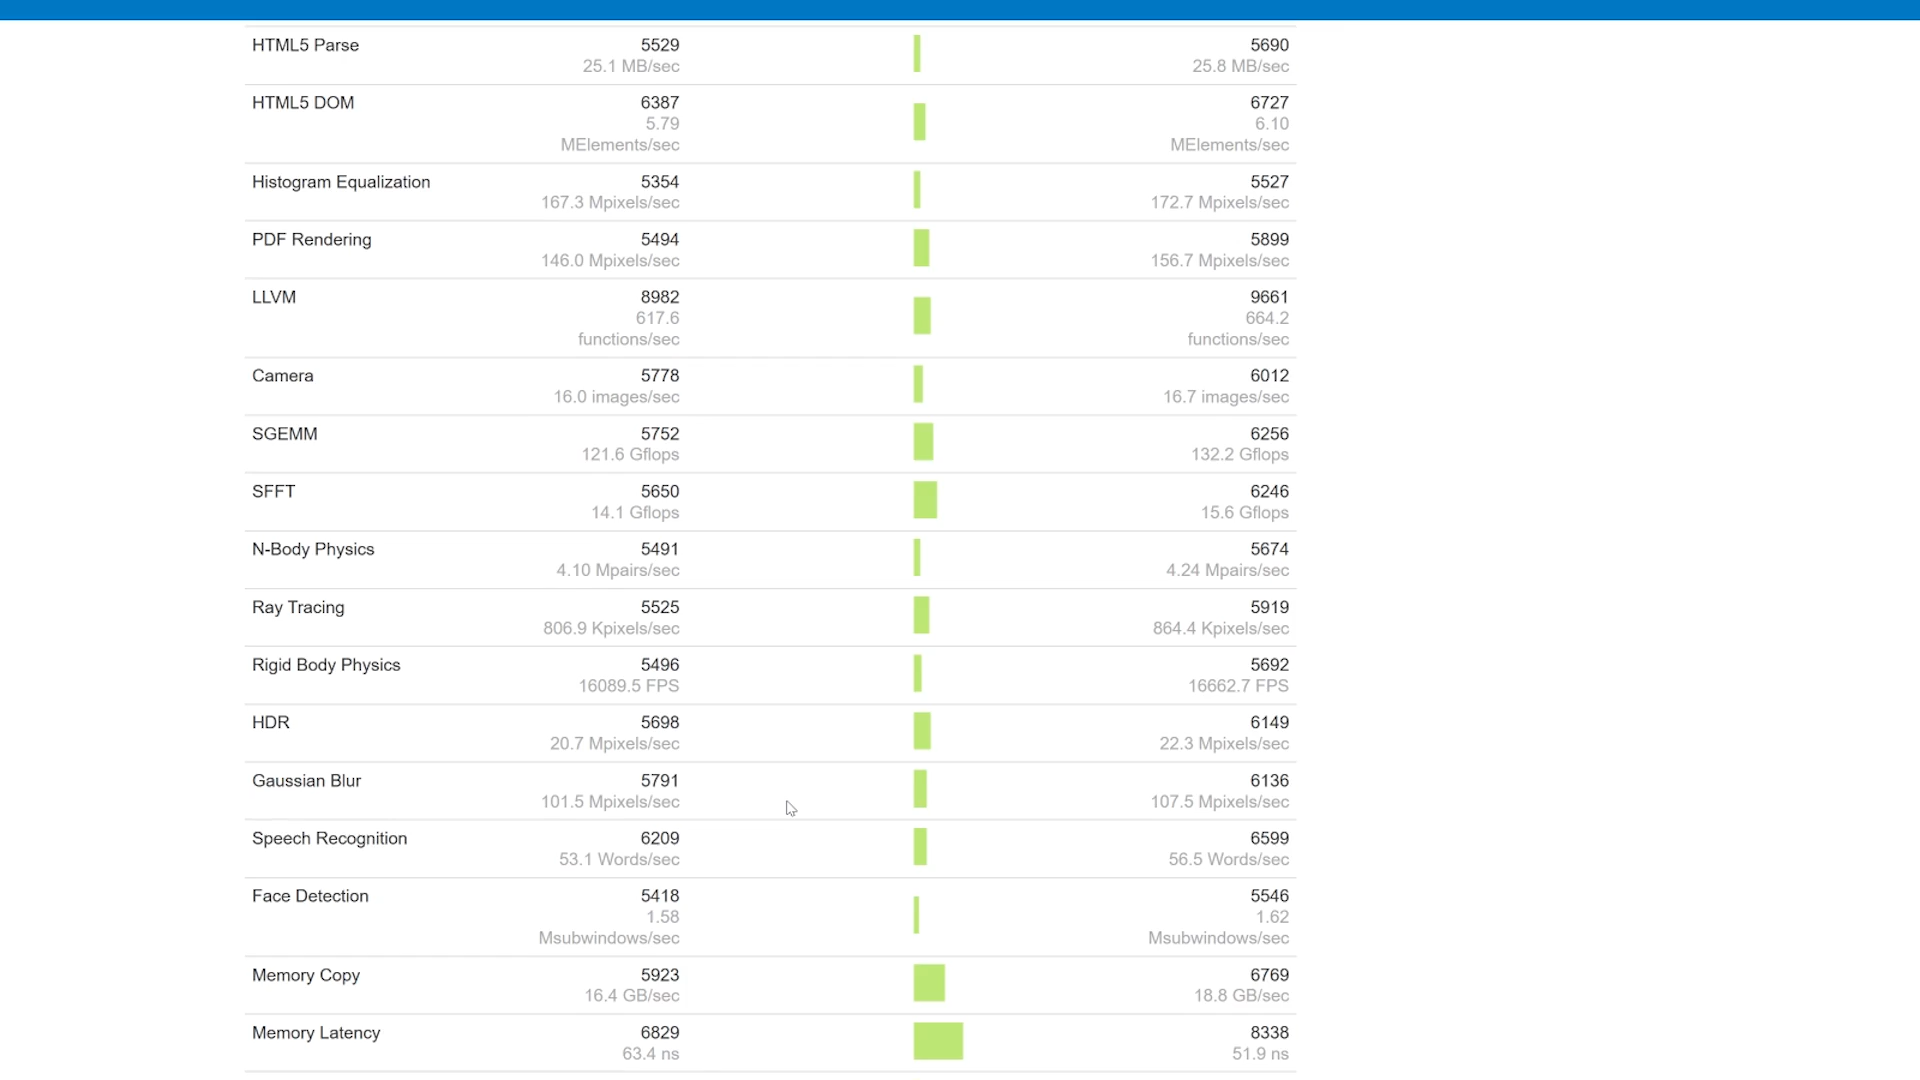 HTML5 Parse 5529 5690
25.1 MB/sec 25.8 MB/sec
HTML5 DOM 6387 6727
5.79 6.10
MElements/sec MElements/sec
Histogram Equalization 5354 5527
167.3 Mpixels/sec 172.7 Mpixels/sec
PDF Rendering 5494 5899
146.0 Mpixels/sec 156.7 Mpixels/sec
LLVM 8982 9661
617.6 664.2
functions/sec functions/sec
Camera 5778 6012
16.0 images/sec 16.7 images/sec
SGEMM 5752 6256
121.6 Gflops 132.2 Gflops
SFFT 5650 6246
14.1 Gflops 15.6 Gflops
N-Body Physics 5491 5674
4.10 Mpairs/sec 4.24 Mpairs/sec
Ray Tracing 5525 5919
806.9 Kpixels/sec 864.4 Kpixels/sec
Rigid Body Physics 5496 5692
16089.5 FPS 16662.7 FPS
HDR 5698 6149
20.7 Mpixels/sec 22.3 Mpixels/sec
Gaussian Blur 5791 6136
101.5 Mpixels/sec 107.5 Mpixels/sec
Speech Recognition 6209 6599
53.1 Words/sec 56.5 Words/sec
Face Detection 5418 5546
1.58 1.62
Msubwindows/sec Msubwindows/sec
Memory Copy 5923 6769
16.4 GB/sec 18.8 GB/sec
Memory Latency 6829 8338
63.4 ns 51.9 ns